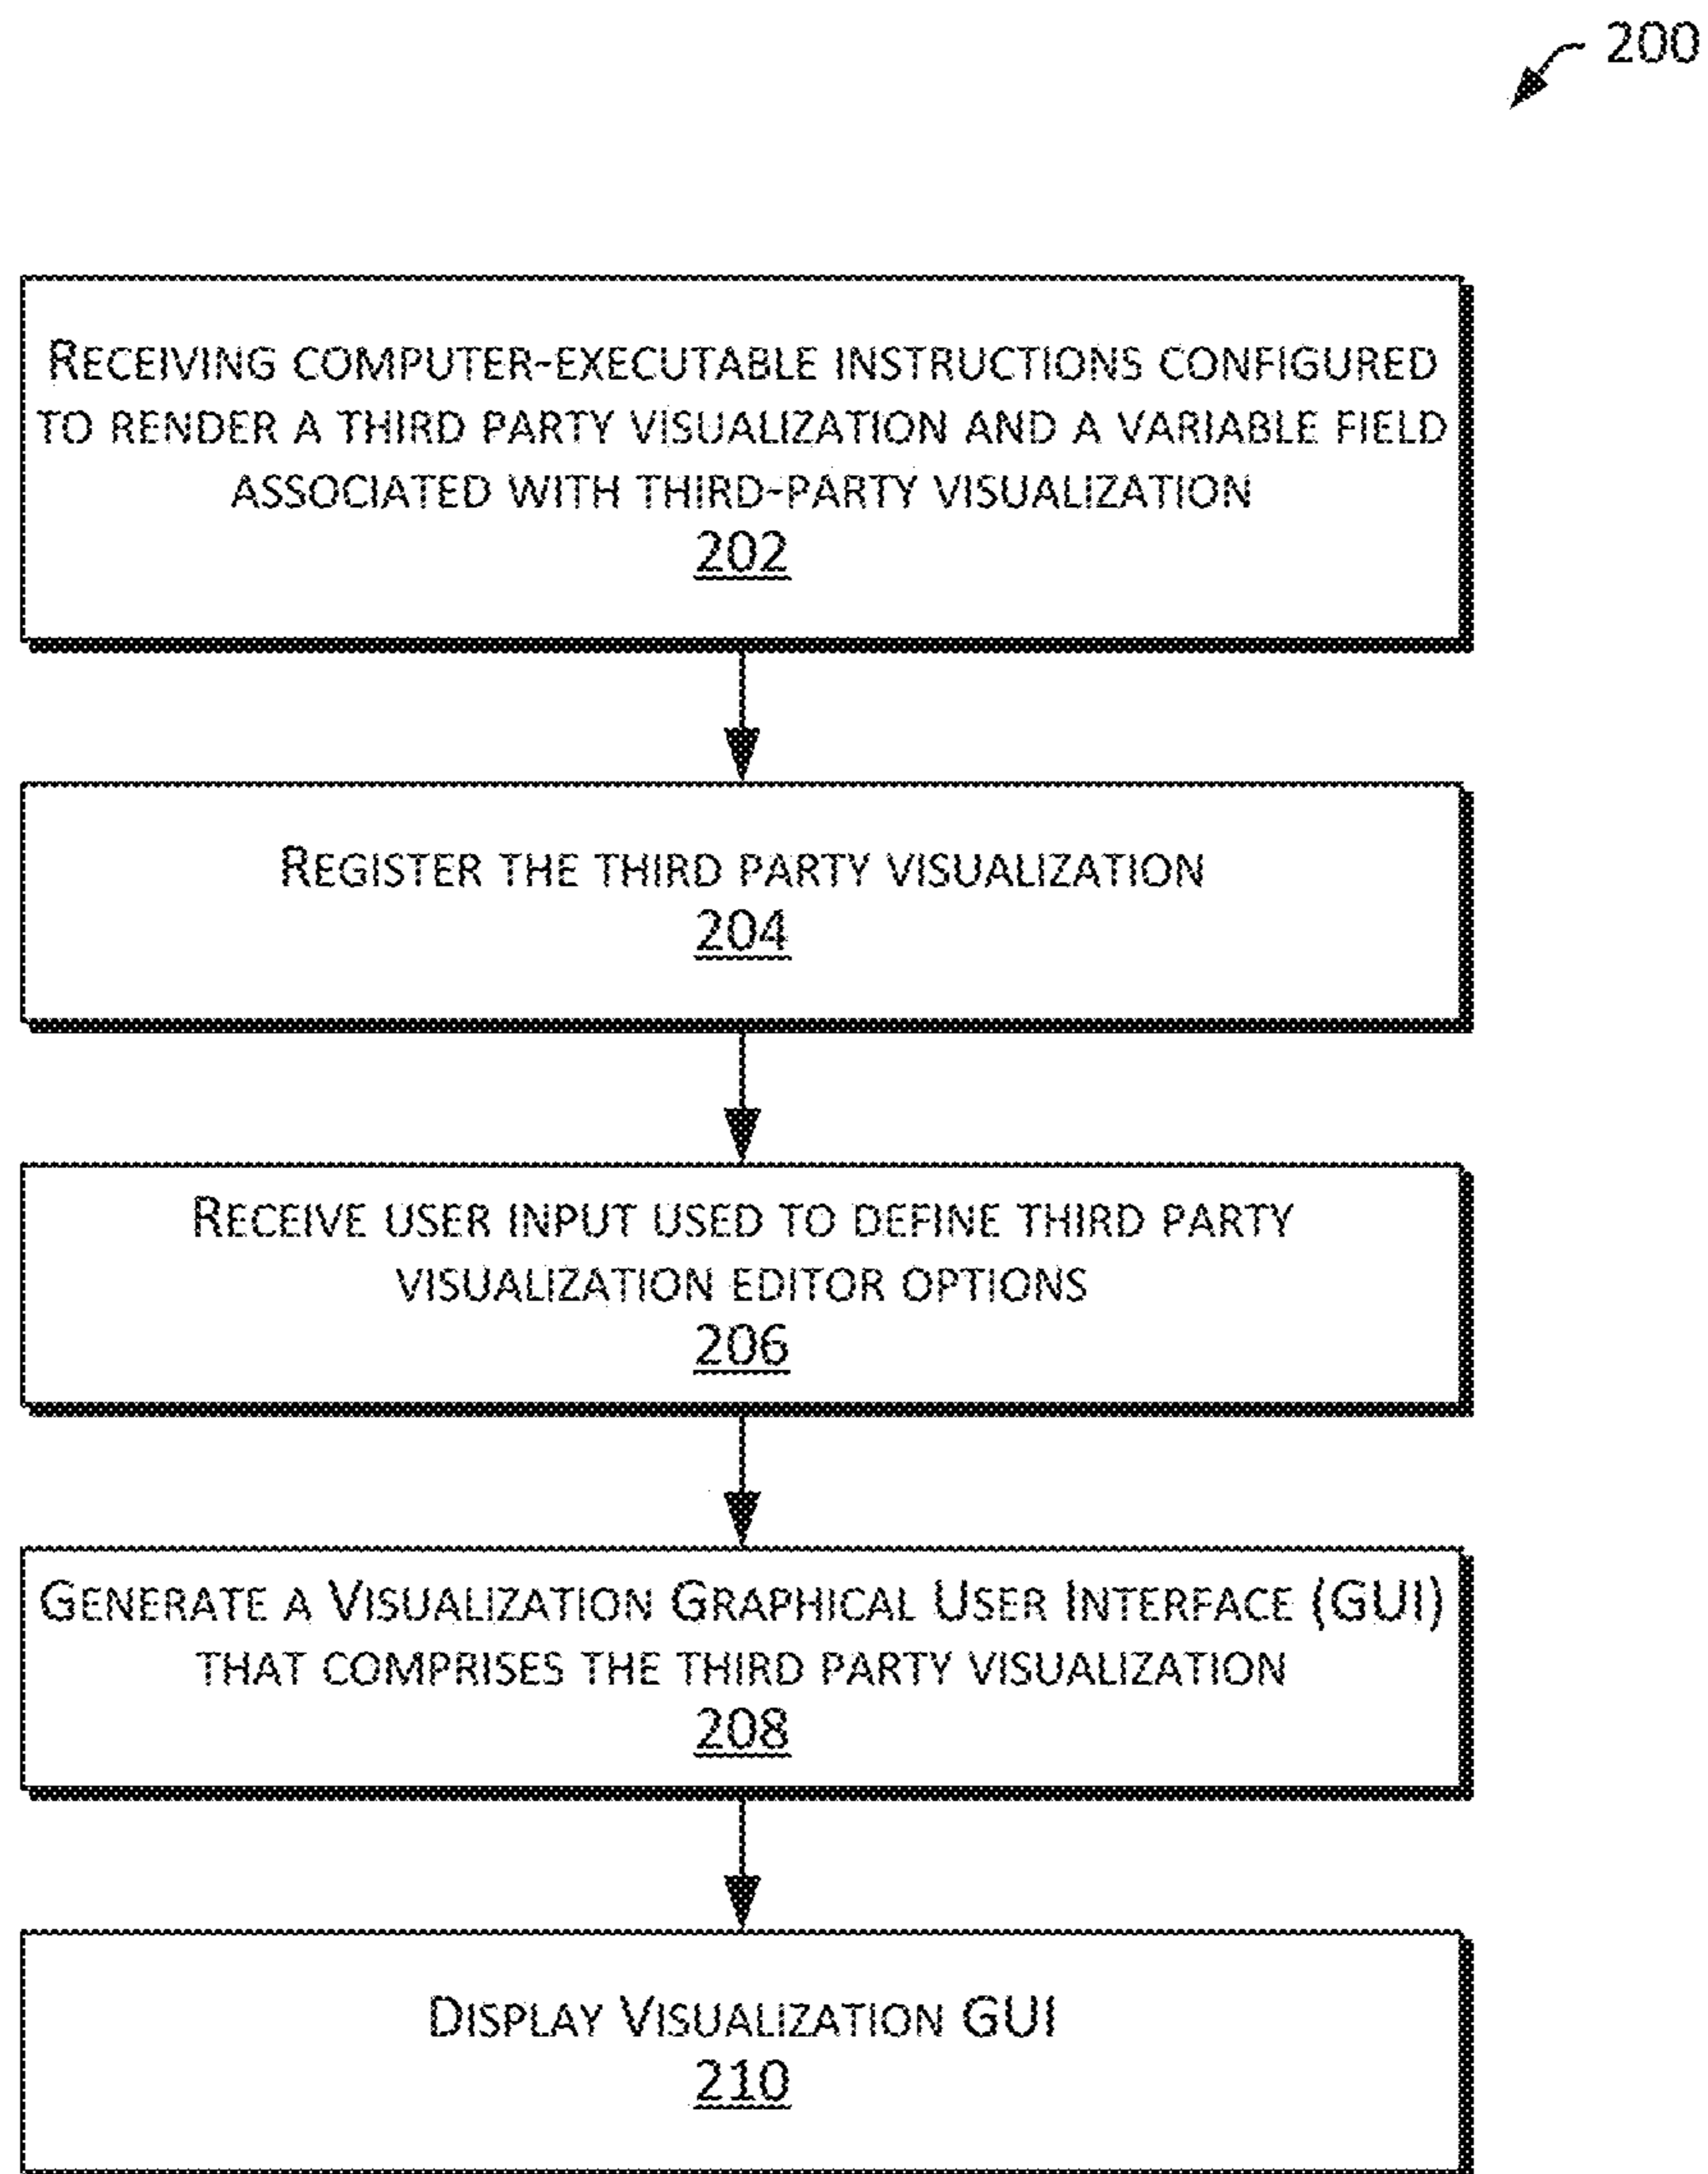 200
RECEIVING COMPUTER-EXECUTABLE INSTRUCTIONS CONFIGURED
TO RENDER A THIRD PARTY VISUALIZATION AND A VARIABLE FIELD
ASSOCIATED WITH THIRD-PARTY VISUALIZATION
202
REGISTER THE THIRD PARTY VISUALIZATION
204
RECEIVE USER INPUT USED TO DEFINE THIRD PARTY
VISUALIZATION EDITOR OPTIONS
206
GENERATE A VISUALIZATION GRAPHICAL USER INTERFACE (GUI)
THAT COMPRISES THE THIRD PARTY VISUALIZATION
208
DISPLAY VISUALIZATION GUI
210